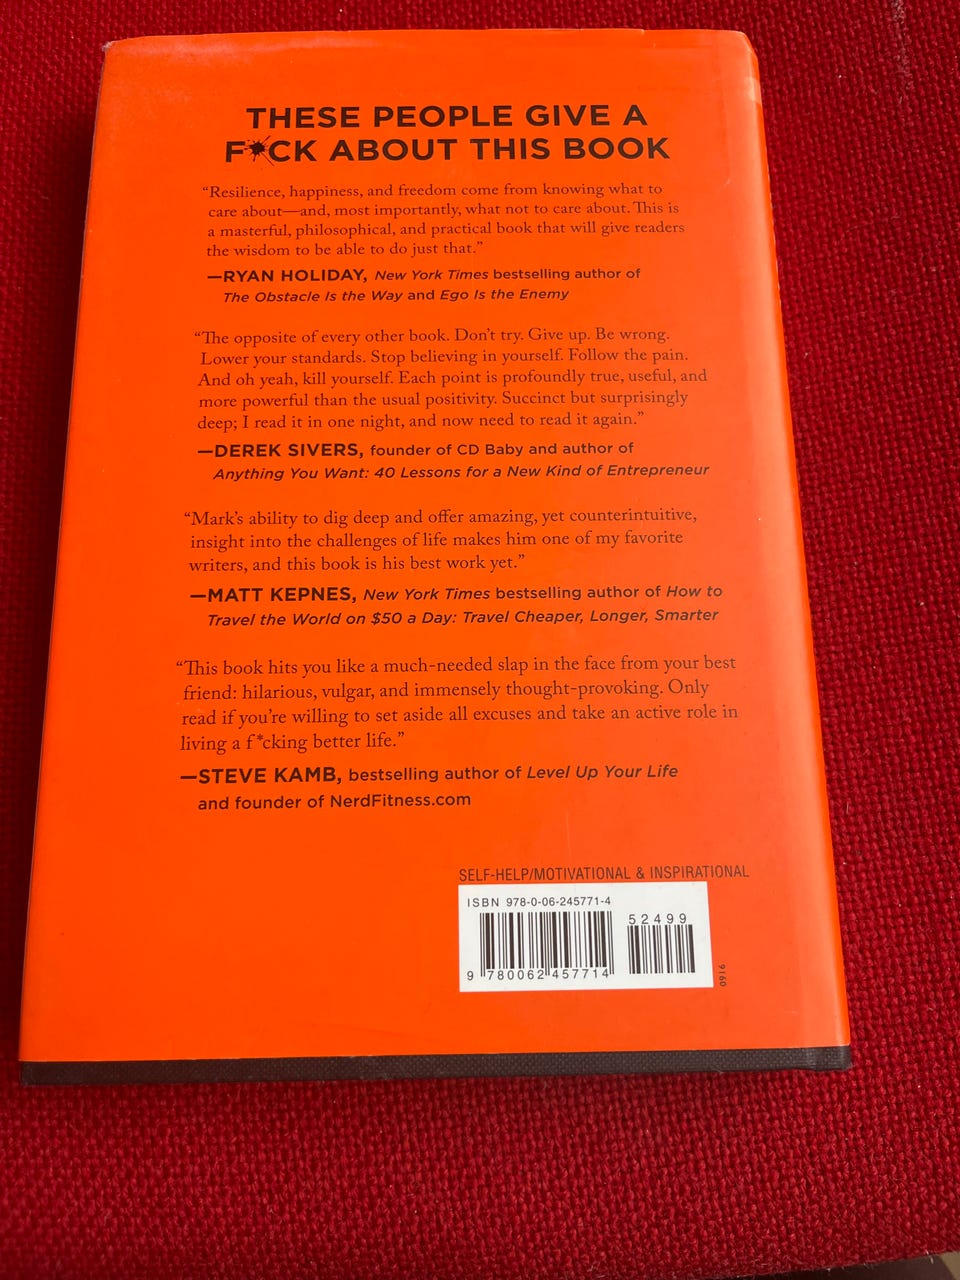 THESE PEOPLE GIVE A
F*CK ABOUT THIS BOOK
“Resilience, happiness, and freedom come from knowing what to
care about—and, most importantly, what not to care about. This is
a masterful, philosophical, and practical book that will give readers
the wisdom to be able to do just that.”
—RYAN HOLIDAY, New York Times bestselling author of
The Obstacle Is the Way and Ego Is the Enemy
“The opposite of every other book. Don’t try. Give up. Be wrong.
Lower your standards. Stop believing in yourself. Follow the pain.
And oh yeah, kill yourself. Each point is profoundly true, useful, and
more powerful than the usual positivity. Succinct but surprisingly
deep; I read it in one night, and now need to read it again.”
—DEREK SIVERS, founder of CD Baby and author of
Anything You Want: 40 Lessons for a New Kind of Entrepreneur
“Mark’s ability to dig deep and offer amazing, yet counterintuitive,
insight into the challenges of life makes him one of my favorite
writers, and this book is his best work yet.”
—MATT KEPNES, New York Times bestselling author of How to
Travel the World on $50 a Day: Travel Cheaper, Longer, Smarter
“This book hits you like a much-needed slap in the face from your best
friend: hilarious, vulgar, and immensely thought-provoking. Only
read if you’re willing to set aside all excuses and take an active role in
living a f*cking better life.”
—STEVE KAMB, bestselling author of Level Up Your Life
and founder of NerdFitness.com
SELF-HELP/MOTIVATIONAL & INSPIRATIONAL
ISBN 978-0-06-245771-4
52499
9 780062 457714
0916